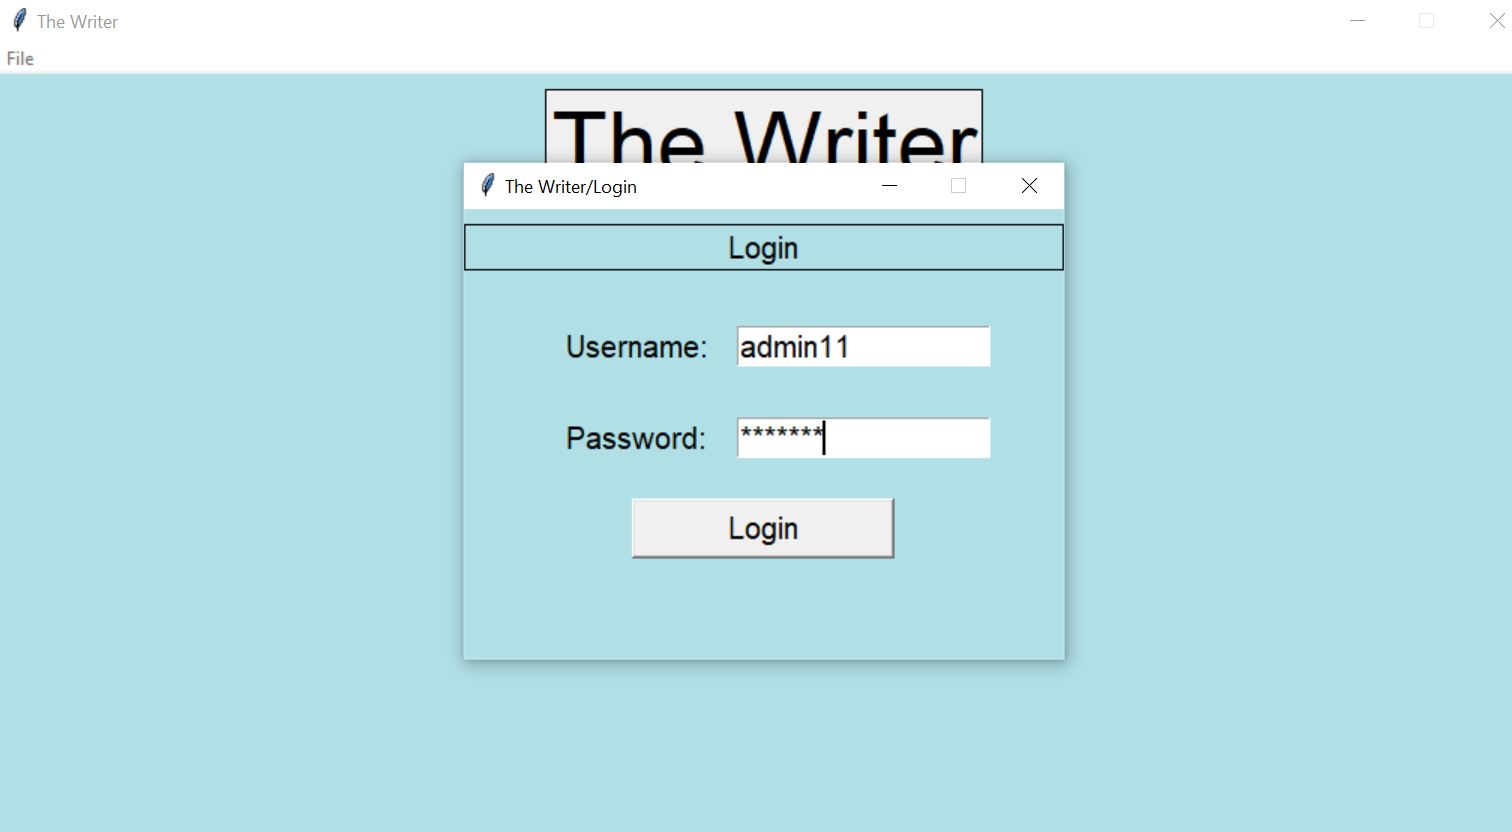 The Writer
File
The Writer
The Writer/Login
Login
Username: admin11
Password: *******
Login